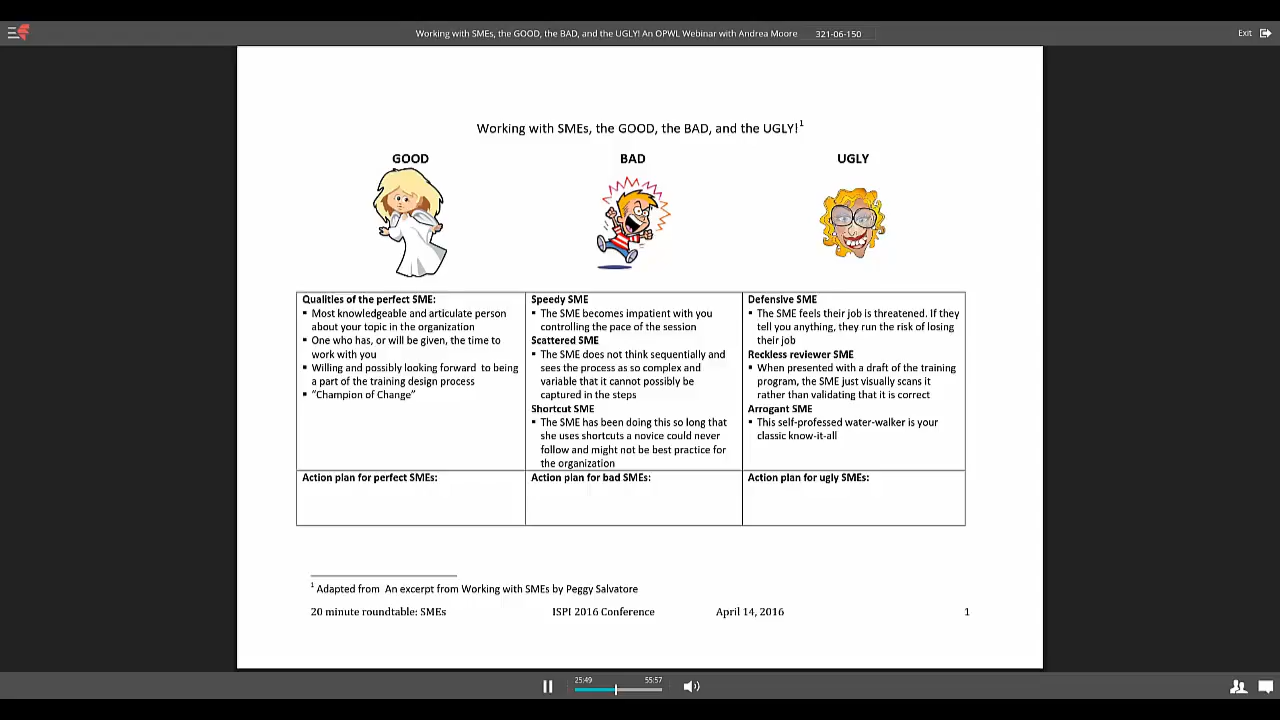 Working with SMEs, the GOOD, the BAD, and the UGLY! An OPWL Webinar with Andrea Moore 321-06-150
Exit
Working with SMEs, the GOOD, the BAD, and the UGLY!1
GOOD
BAD
UGLY
Qualities of the perfect SME:
▪ Most knowledgeable and articulate person
about your topic in the organization
▪ One who has, or will be given, the time to
work with you
▪ Willing and possibly looking forward to being
a part of the training design process
▪ "Champion of Change"
Speedy SME
▪ The SME becomes impatient with you
controlling the pace of the session
Scattered SME
▪ The SME does not think sequentially and
sees the process as so complex and
variable that it cannot possibly be
captured in the steps
Shortcut SME
▪ The SME has been doing this so long that
she uses shortcuts a novice could never
follow and might not be best practice for
the organization
Defensive SME
▪ The SME feels their job is threatened. If they
tell you anything, they run the risk of losing
their job
Reckless reviewer SME
▪ When presented with a draft of the training
program, the SME just visually scans it
rather than validating that it is correct
Arrogant SME
▪ This self-professed water-walker is your
classic know-it-all
Action plan for perfect SMEs:
Action plan for bad SMEs:
Action plan for ugly SMEs:
1 Adapted from An excerpt from Working with SMEs by Peggy Salvatore
20 minute roundtable: SMEs ISPI 2016 Conference April 14, 2016 1
25:49 55:57